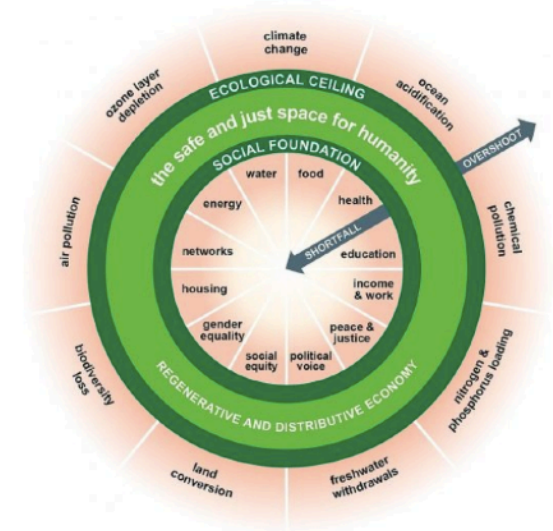 climate
change
ocean
acidification
chemical
pollution
nitrogen &
phosphorus loading
freshwater
withdrawals
land
conversion
biodiversity
loss
air pollution
ozone layer
depletion
ECOLOGICAL CEILING
the safe and just space for humanity
SOCIAL FOUNDATION
OVERSHOOT
SHORTFALL
water
food
health
education
income
& work
peace &
justice
political
voice
social
equity
gender
equality
housing
networks
energy
REGENERATIVE AND DISTRIBUTIVE ECONOMY